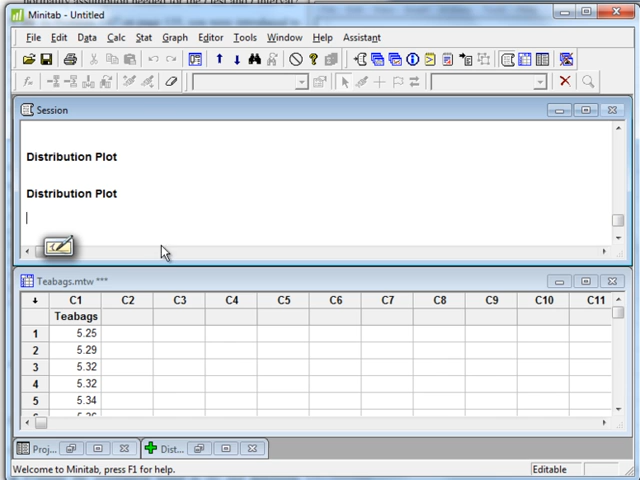 Minitab - Untitled
File Edit Data Calc Stat Graph Editor Tools Window Help Assistant
Session
Distribution Plot
Distribution Plot
Teabags.mtw ***
C1 C2 C3 C4 C5 C6 C7 C8 C9 C10 C11
Teabags
1 5.25
2 5.29
3 5.32
4 5.32
5 5.34
Proj... Dist...
Welcome to Minitab, press F1 for help. Editable